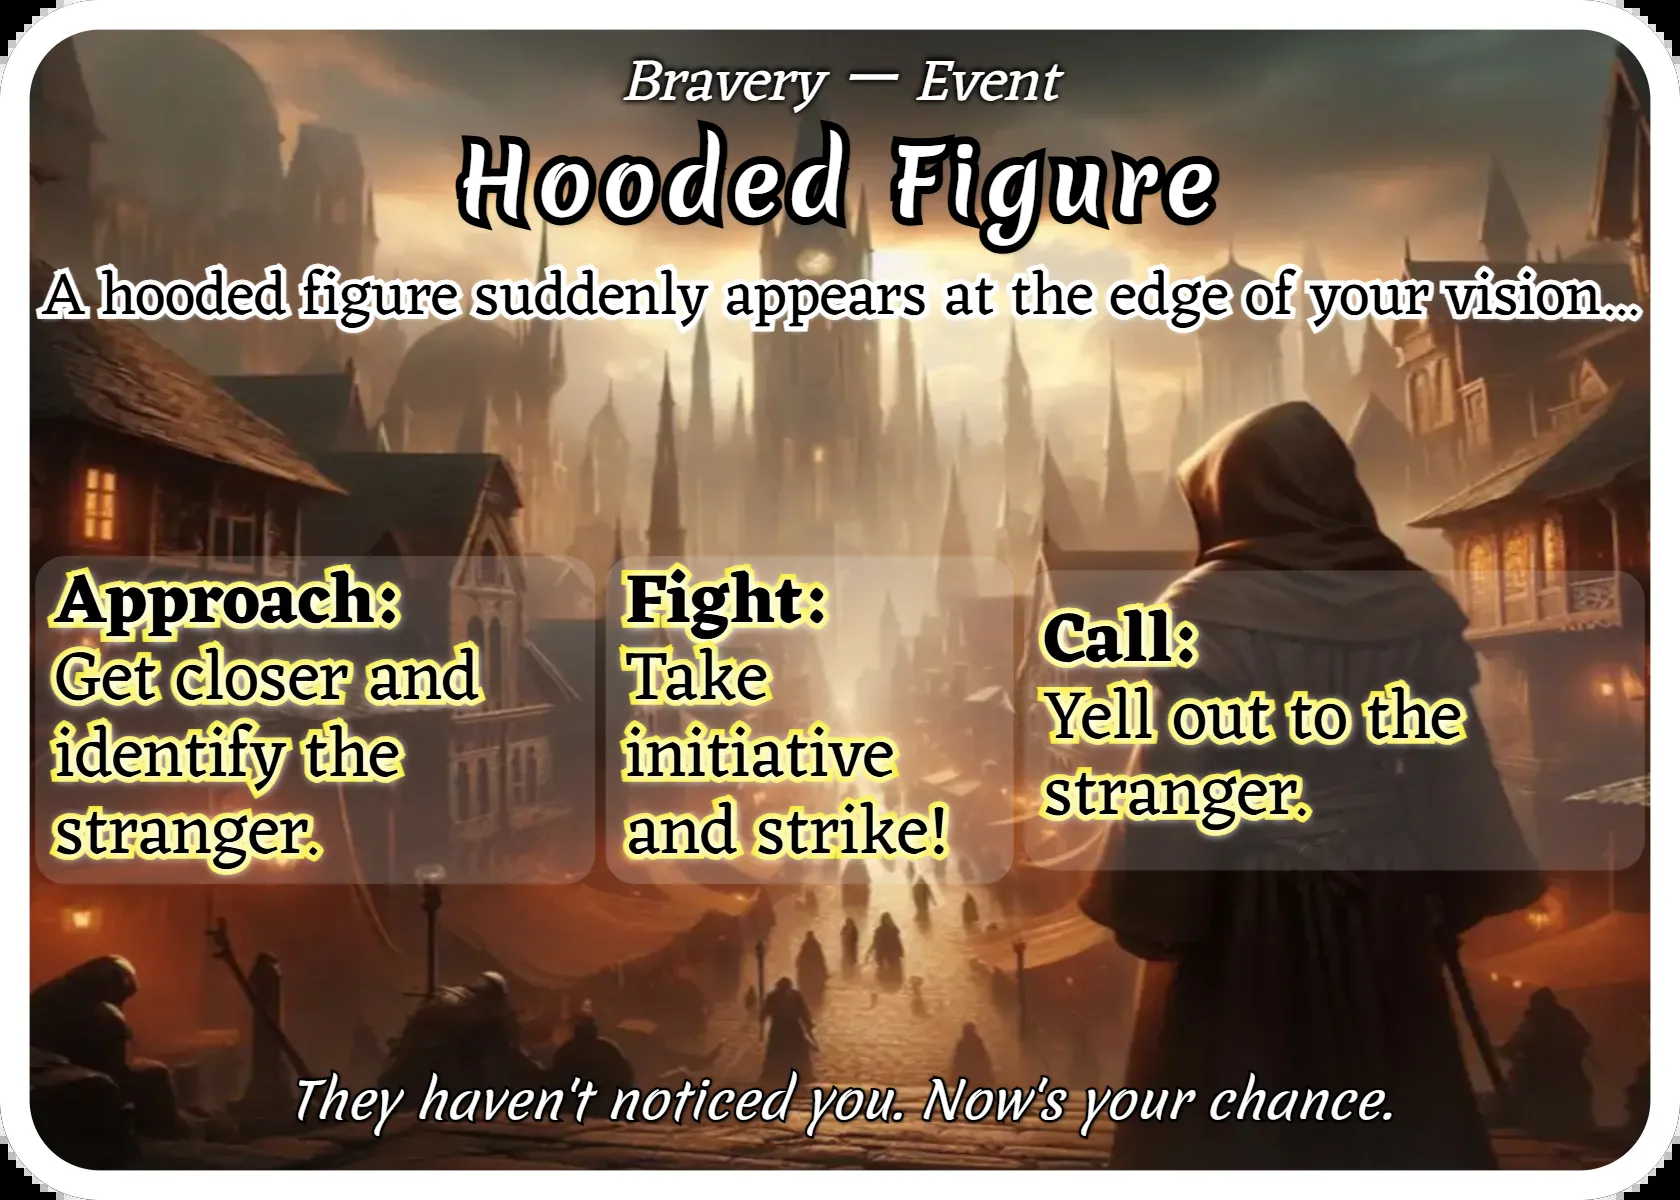 Bravery — Event
Hooded Figure
A hooded figure suddenly appears at the edge of your vision...
Approach:
Get closer and
identify the
stranger.
Fight:
Take
initiative
and strike!
Call:
Yell out to the
stranger.
They haven't noticed you. Now's your chance.